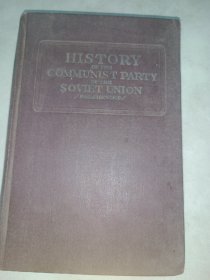 HISTORY
OF THE
COMMUNIST PARTY
OF THE
SOVIET UNION